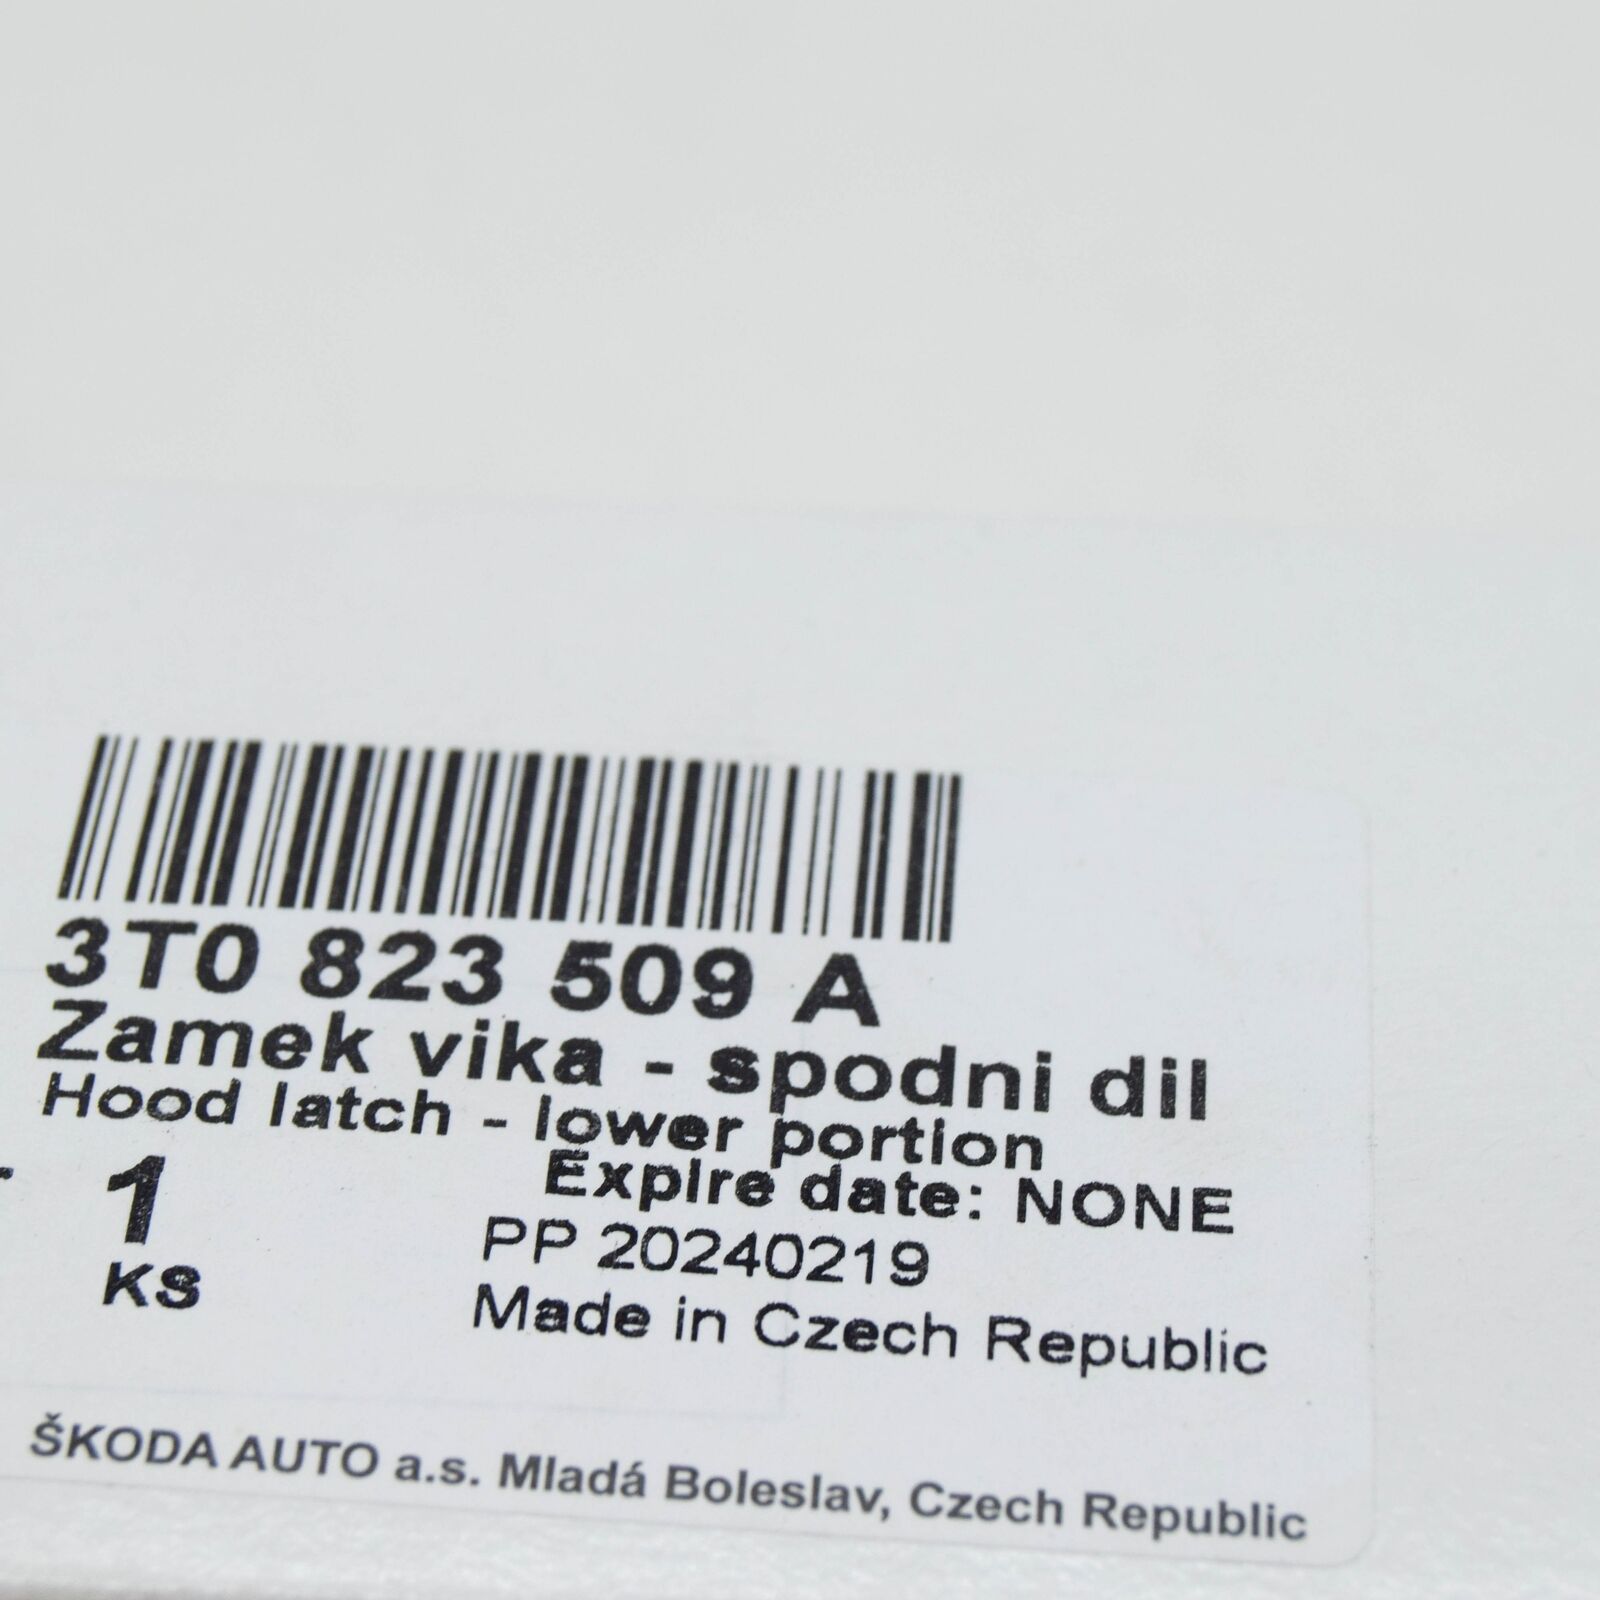 3T0 823 509 A
Zamek vika - spodni dil
Hood latch - lower portion
Expire date: NONE
1
PP 20240219
KS
Made in Czech Republic
ŠKODA AUTO a.s. Mladá Boleslav, Czech Republic